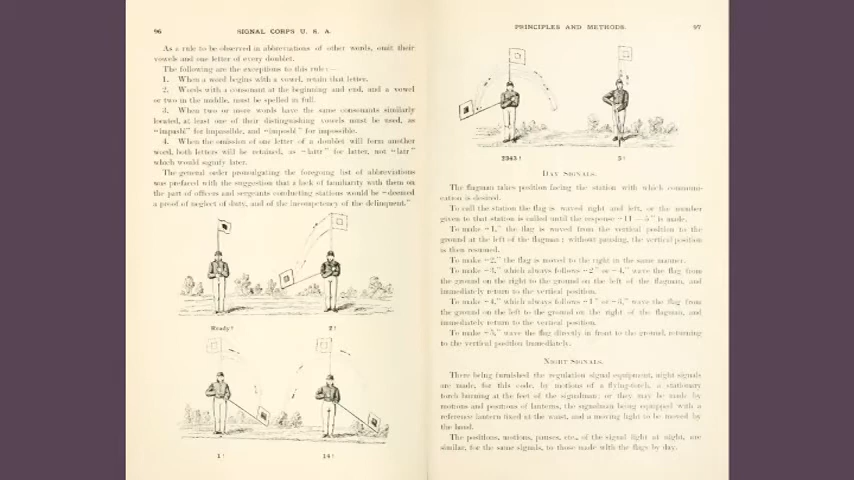 96
SIGNAL CORPS U. S. A.
As a rule to be observed in abbreviations of other words, omit their
vowels and one letter of every doublet.
The following are the exceptions to this rule:—
1. When a word begins with a vowel, retain that letter.
2. Words with a consonant at the beginning and end, and a vowel
or two in the middle, must be spelled in full.
3. When two or more words have the same consonants similarly
located, at least one of their distinguishing vowels must be used, as
for impossible.
4. When the omission of one letter of a doublet will form another
word, both letters will be retained, as "lattr" for latter, not "latr"
which would signify later.
The general order promulgating the foregoing list of abbreviations
was prefaced with the suggestion that a lack of familiarity with them on
the part of officers and sergeants conducting stations would be "deemed
a proof of neglect of duty, and of the incompetency of the delinquent."
Ready!
2!
1!
14!
PRINCIPLES AND METHODS.
97
2343!
5!
DAY SIGNALS.
The flagman takes position facing the station with which communi-
cation is desired.
To call the station the flag is waved right and left, or the number
given to that station is called until the response "11 — 5" is made.
To make "1," the flag is waved from the vertical position to the
ground at the left of the flagman; without pausing, the vertical position
is then resumed.
To make "2," the flag is moved to the right in the same manner.
To make "3," which always follows "2" or "4," wave the flag from
the ground on the right to the ground on the left of the flagman, and
immediately return to the vertical position.
To make "4," which always follows "1" or "3," wave the flag from
the ground on the left to the ground on the right of the flagman, and
immediately return to the vertical position.
To make "5," wave the flag directly in front to the ground, returning
to the vertical position immediately.
NIGHT SIGNALS.
There being furnished the regulation signal equipment, night signals
are made, for this code, by motions of a flying-torch, a stationary
torch burning at the feet of the signalman; or they may be made by
motions and positions of lanterns, the signalman being equipped with a
reference lantern fixed at the waist, and a moving light to be moved by
the hand.
The positions, motions, pauses, etc., of the signal light at night, are
similar, for the same signals, to those made with the flags by day.